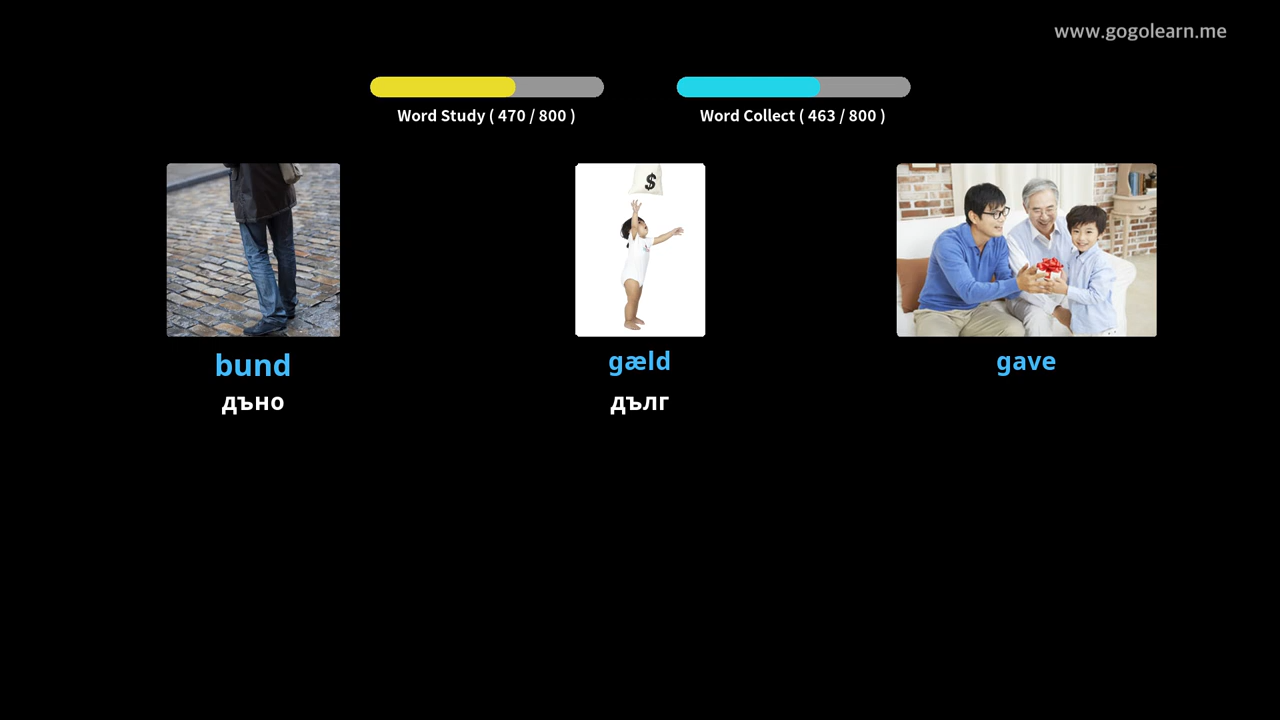 www.gogolearn.me
Word Study ( 470 / 800 )
Word Collect ( 463 / 800 )
$
bund
дъно
gæld
дълг
gave